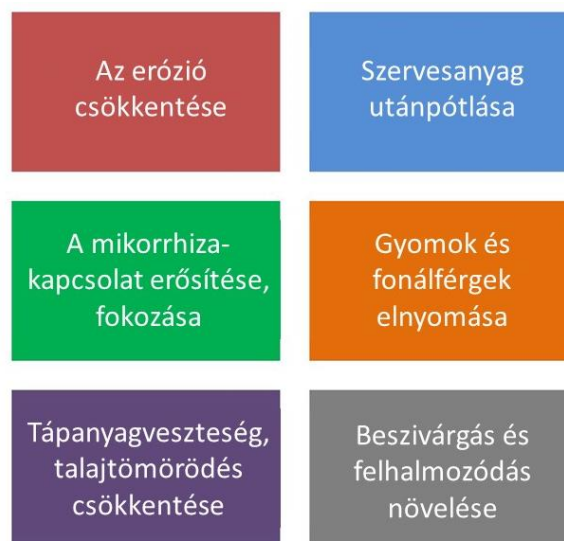 Az erózió
csökkentése
Szervesanyag
utánpótlása
A mikorrhiza-
kapcsolat erősítése,
fokozása
Gyomok és
fonálférgek
elnyomása
Tápanyagveszteség,
talajtömörödés
csökkentése
Beszivárgás és
felhalmozódás
növelése